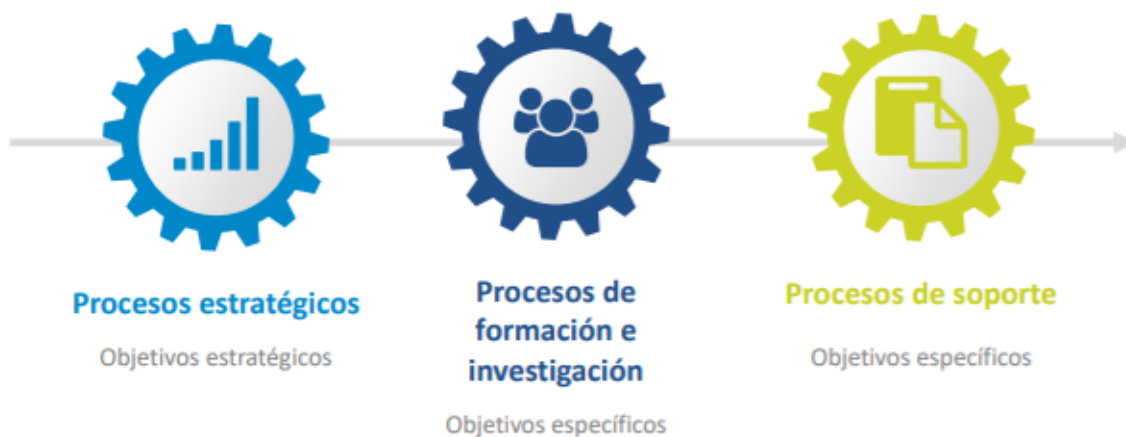 Procesos estratégicos
Objetivos estratégicos
Procesos de
formación e
investigación
Objetivos específicos
Procesos de soporte
Objetivos específicos